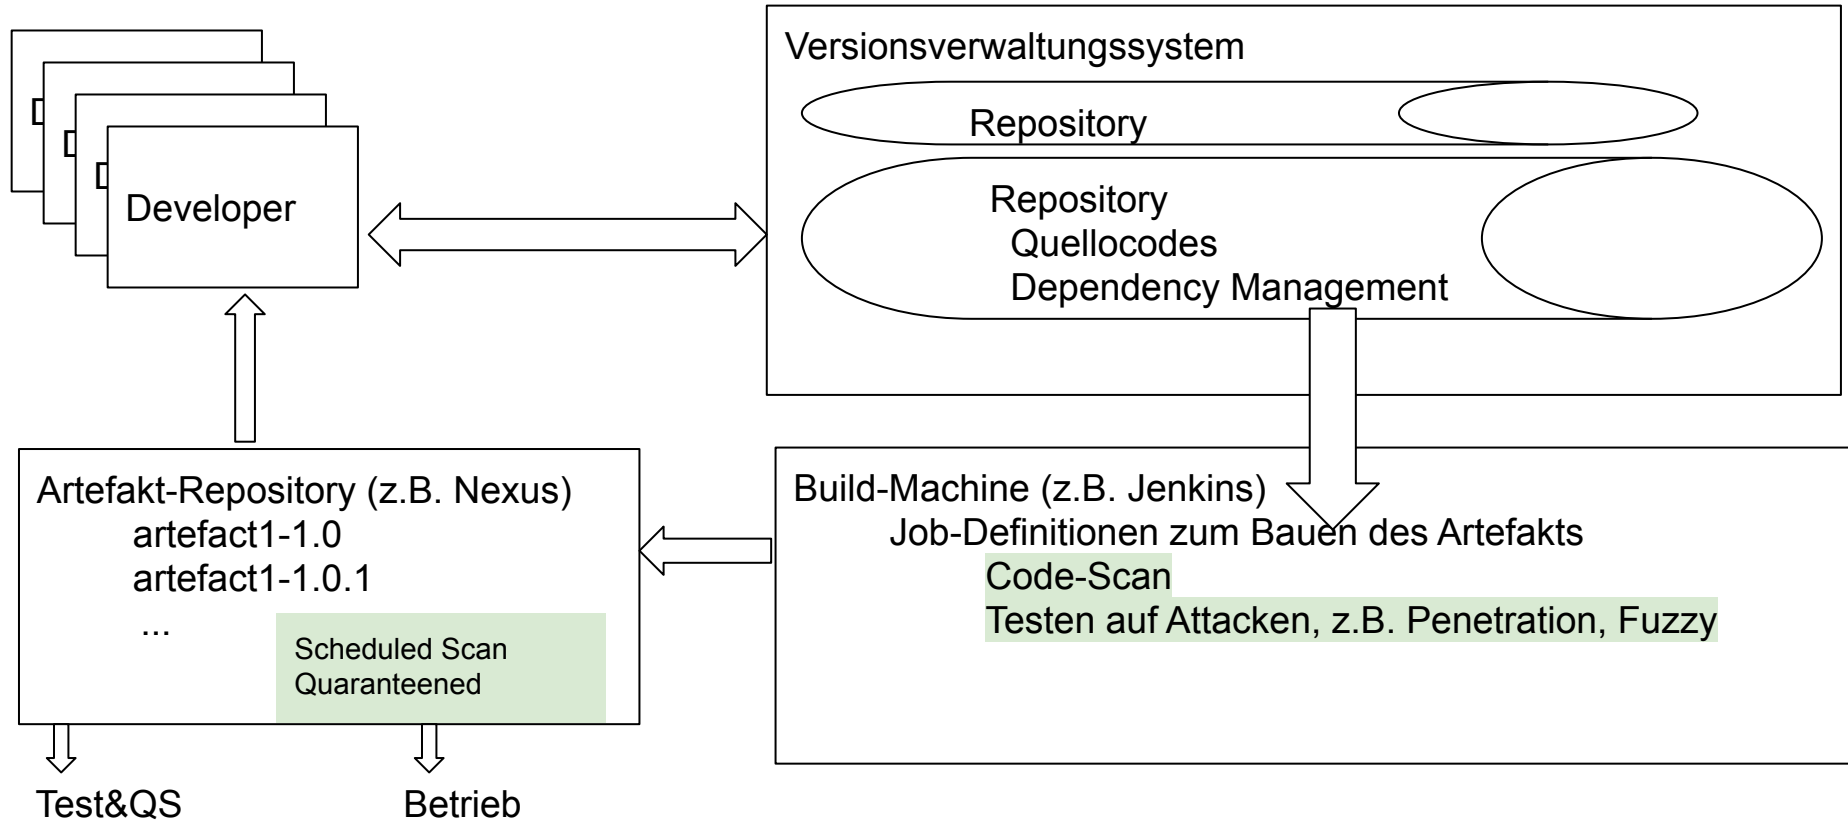 Versionsverwaltungssystem
Repository
Repository
Quellocodes
Dependency Management
Developer
Artefakt-Repository (z.B. Nexus)
artefact1-1.0
artefact1-1.0.1
...
Scheduled Scan
Quaranteened
Build-Machine (z.B. Jenkins)
Job-Definitionen zum Bauen des Artefakts
Code-Scan
Testen auf Attacken, z.B. Penetration, Fuzzy
Test&QS
Betrieb